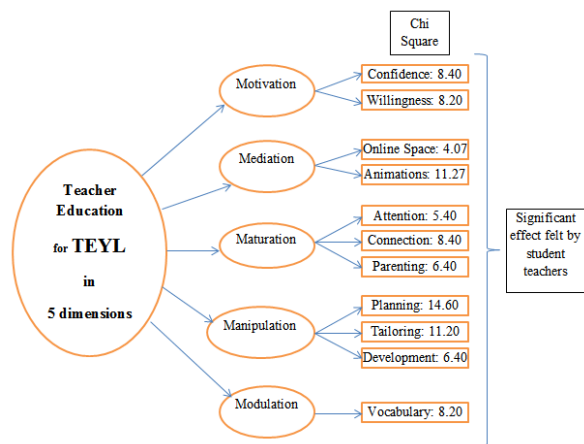 Chi
Square
Teacher
Education
for TEYL
in
5 dimensions
Motivation
Confidence: 8.40
Willingness: 8.20
Mediation
Online Space: 4.07
Animations: 11.27
Maturation
Attention: 5.40
Connection: 8.40
Parenting: 6.40
Manipulation
Planning: 14.60
Tailoring: 11.20
Development: 6.40
Modulation
Vocabulary: 8.20
Significant
effect felt by
student
teachers